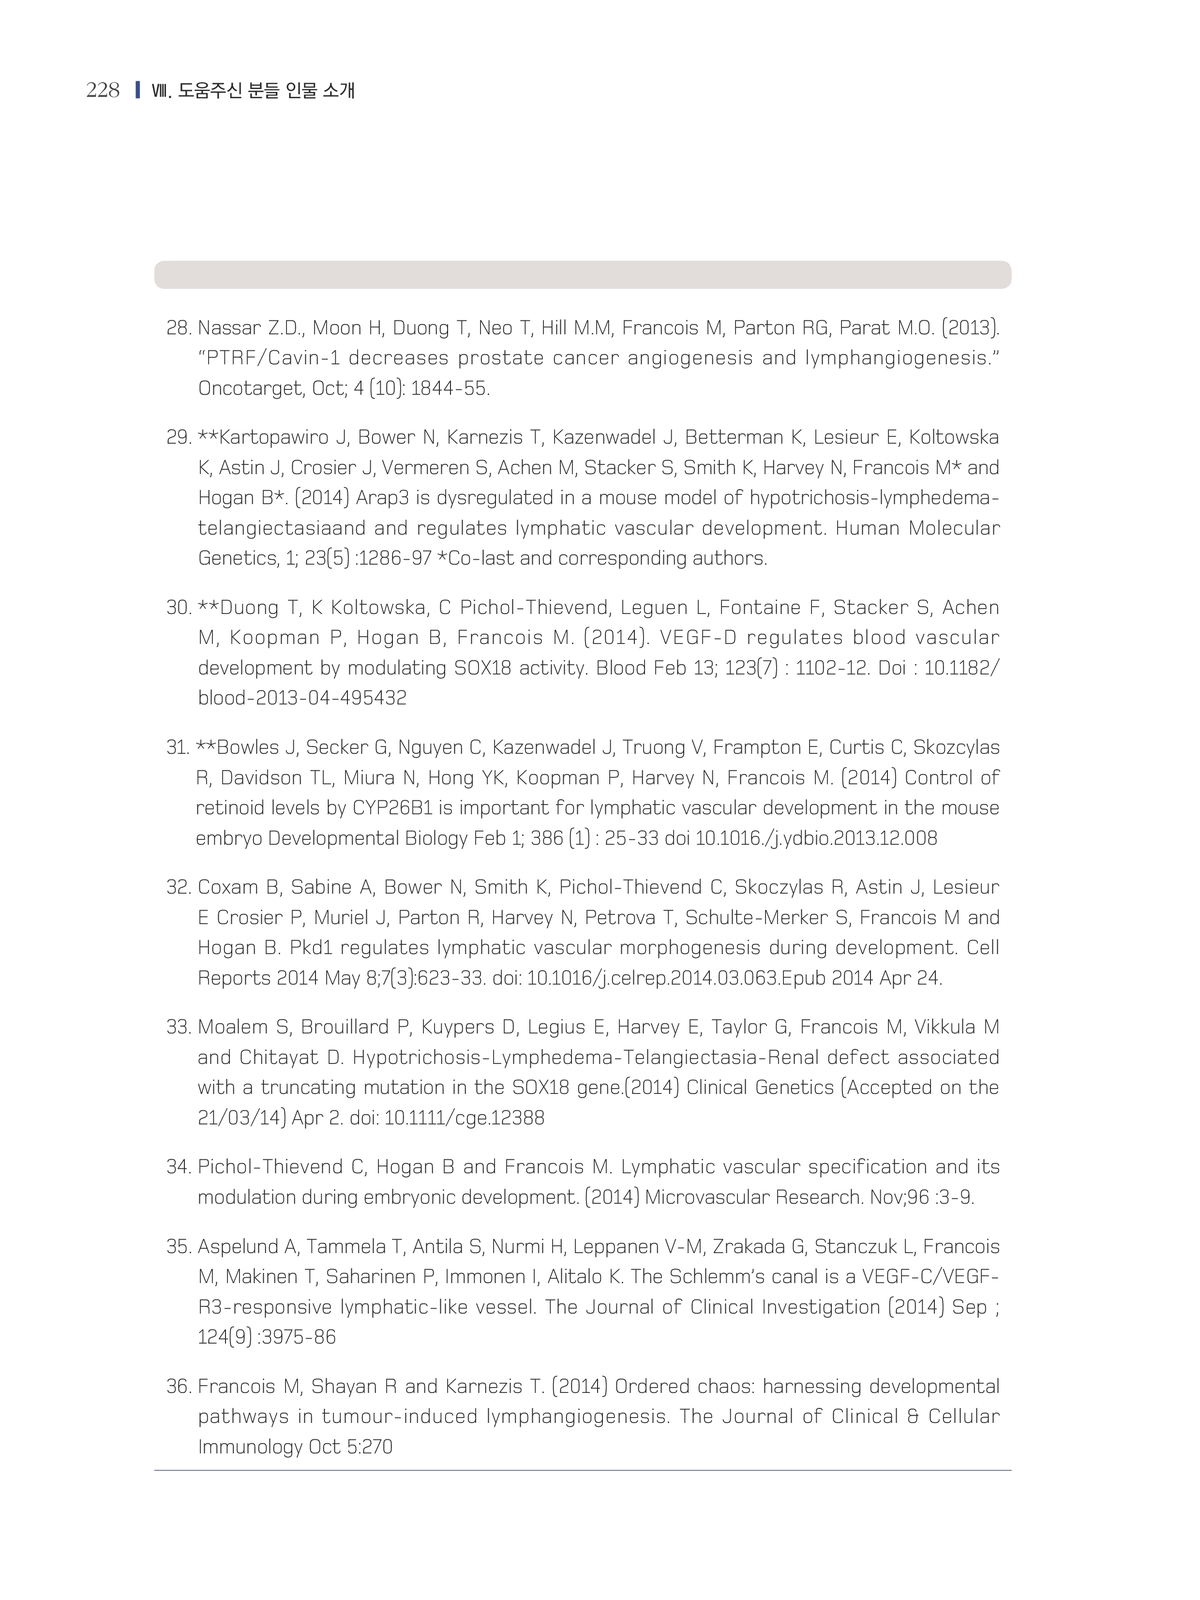 228 Ⅷ. 도움주신 분들 인물 소개
28. Nassar Z.D., Moon H, Duong T, Neo T, Hill M.M, Francois M, Parton RG, Parat M.O. (2013).
“PTRF/Cavin-1 decreases prostate cancer angiogenesis and lymphangiogenesis.”
Oncotarget, Oct; 4 (10): 1844-55.
29. **Kartopawiro J, Bower N, Karnezis T, Kazenwadel J, Betterman K, Lesieur E, Koltowska
K, Astin J, Crosier J, Vermeren S, Achen M, Stacker S, Smith K, Harvey N, Francois M* and
Hogan B*. (2014) Arap3 is dysregulated in a mouse model of hypotrichosis-lymphedema-
telangiectasiaand and regulates lymphatic vascular development. Human Molecular
Genetics, 1; 23(5) :1286-97 *Co-last and corresponding authors.
30. **Duong T, K Koltowska, C Pichol-Thievend, Leguen L, Fontaine F, Stacker S, Achen
M, Koopman P, Hogan B, Francois M. (2014). VEGF-D regulates blood vascular
development by modulating SOX18 activity. Blood Feb 13; 123(7) : 1102-12. Doi : 10.1182/
blood-2013-04-495432
31. **Bowles J, Secker G, Nguyen C, Kazenwadel J, Truong V, Frampton E, Curtis C, Skozcylas
R, Davidson TL, Miura N, Hong YK, Koopman P, Harvey N, Francois M. (2014) Control of
retinoid levels by CYP26B1 is important for lymphatic vascular development in the mouse
embryo Developmental Biology Feb 1; 386 (1) : 25-33 doi 10.1016./j.ydbio.2013.12.008
32. Coxam B, Sabine A, Bower N, Smith K, Pichol-Thievend C, Skoczylas R, Astin J, Lesieur
E Crosier P, Muriel J, Parton R, Harvey N, Petrova T, Schulte-Merker S, Francois M and
Hogan B. Pkd1 regulates lymphatic vascular morphogenesis during development. Cell
Reports 2014 May 8;7(3):623-33. doi: 10.1016/j.celrep.2014.03.063.Epub 2014 Apr 24.
33. Moalem S, Brouillard P, Kuypers D, Legius E, Harvey E, Taylor G, Francois M, Vikkula M
and Chitayat D. Hypotrichosis-Lymphedema-Telangiectasia-Renal defect associated
with a truncating mutation in the SOX18 gene.(2014) Clinical Genetics (Accepted on the
21/03/14) Apr 2. doi: 10.1111/cge.12388
34. Pichol-Thievend C, Hogan B and Francois M. Lymphatic vascular specification and its
modulation during embryonic development. (2014) Microvascular Research. Nov;96 :3-9.
35. Aspelund A, Tammela T, Antila S, Nurmi H, Leppanen V-M, Zrakada G, Stanczuk L, Francois
M, Makinen T, Saharinen P, Immonen I, Alitalo K. The Schlemm’s canal is a VEGF-C/VEGF-
R3-responsive lymphatic-like vessel. The Journal of Clinical Investigation (2014) Sep ;
124(9) :3975-86
36. Francois M, Shayan R and Karnezis T. (2014) Ordered chaos: harnessing developmental
pathways in tumour-induced lymphangiogenesis. The Journal of Clinical & Cellular
Immunology Oct 5:270